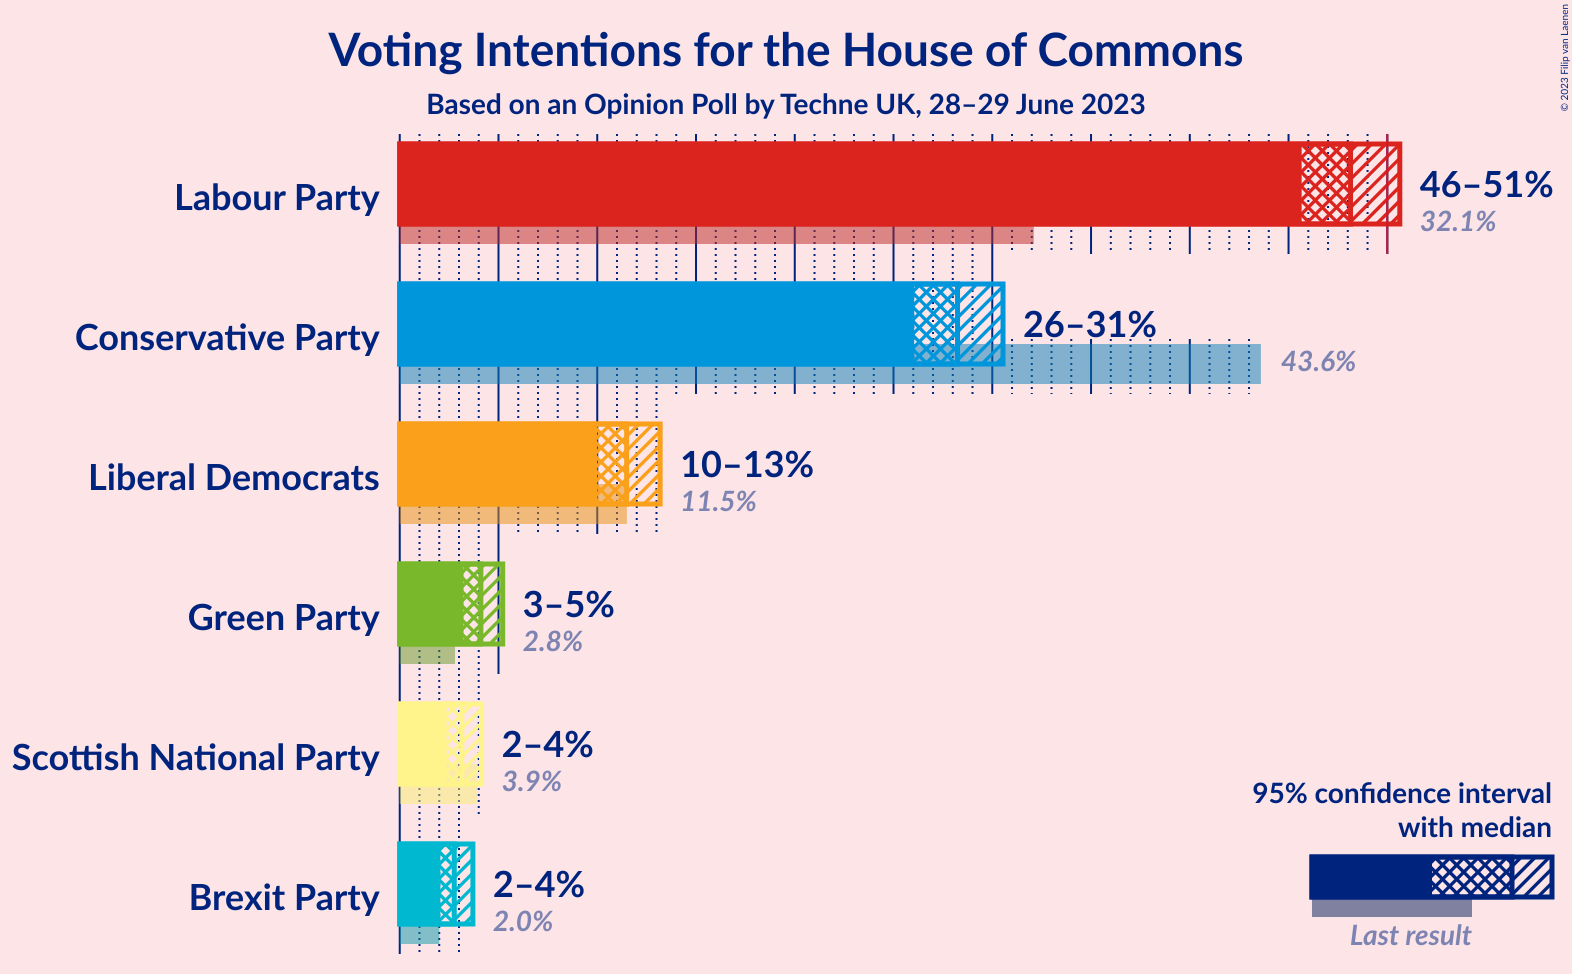 Voting Intentions for the House of Commons
Based on an Opinion Poll by Techne UK, 28–29 June 2023
© 2023 Filip van Laenen
Labour Party
46–51%
32.1%
Conservative Party
26–31%
43.6%
Liberal Democrats
10–13%
11.5%
Green Party
3–5%
2.8%
Scottish National Party
2–4%
3.9%
Brexit Party
2–4%
2.0%
95% confidence interval
with median
Last result